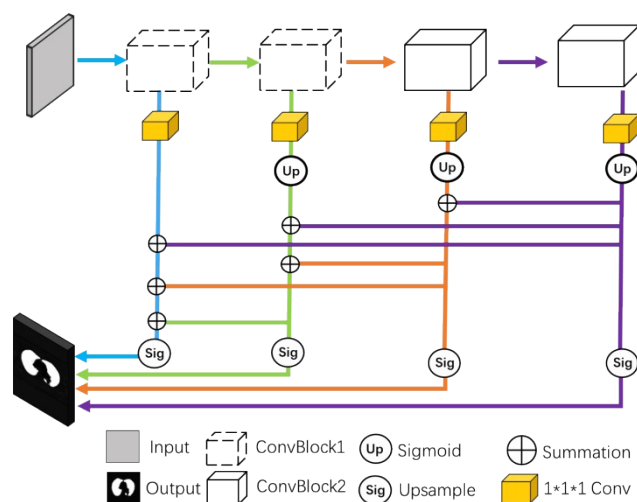 Up
Up
Up
Sig
Sig
Sig
Sig
Input
ConvBlock1
Up
Sigmoid
Summation
Output
ConvBlock2
Sig
Upsample
1*1*1 Conv